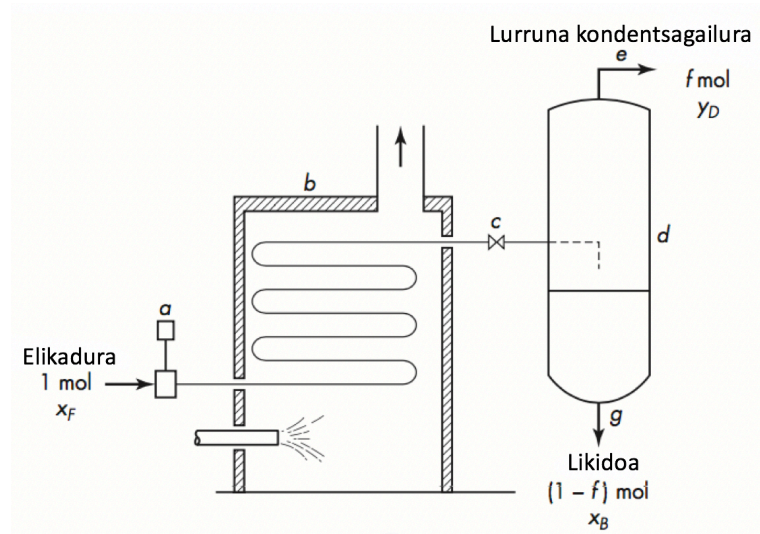 Lurruna kondentsagailura
e
f mol
y_D
b
c
d
a
Elikadura
1 mol
x_F
g
Likidoa
(1 – f) mol
x_B